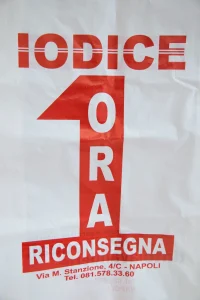 IODICE
1
ORA
RICONSEGNA
Via M. Stanzione, 4/C - NAPOLI
Tel. 081.578.33.60